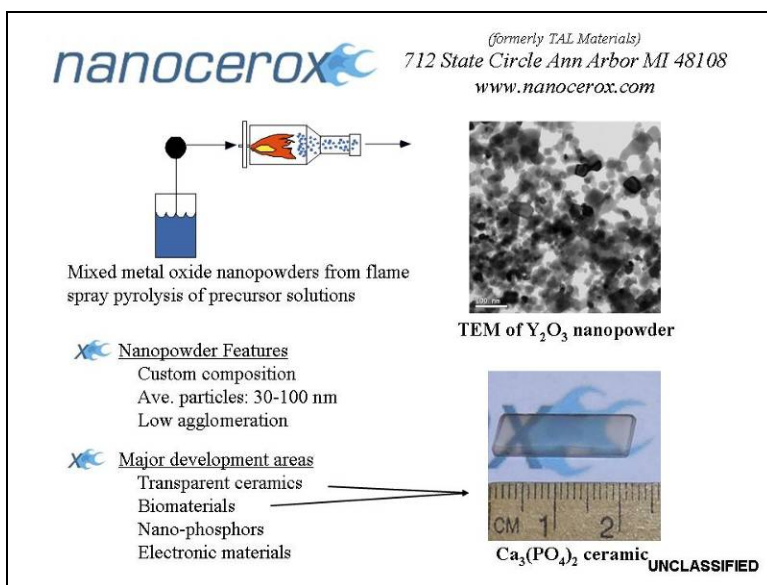 nanocerox
(formerly TAL Materials)
712 State Circle Ann Arbor MI 48108
www.nanocerox.com
Mixed metal oxide nanopowders from flame
spray pyrolysis of precursor solutions
100 nm
TEM of Y₂O₃ nanopowder
X Nanopowder Features
Custom composition
Ave. particles: 30-100 nm
Low agglomeration
X Major development areas
Transparent ceramics
Biomaterials
Nano-phosphors
Electronic materials
X
CM 1 2
Ca₃(PO₄)₂ ceramic
UNCLASSIFIED